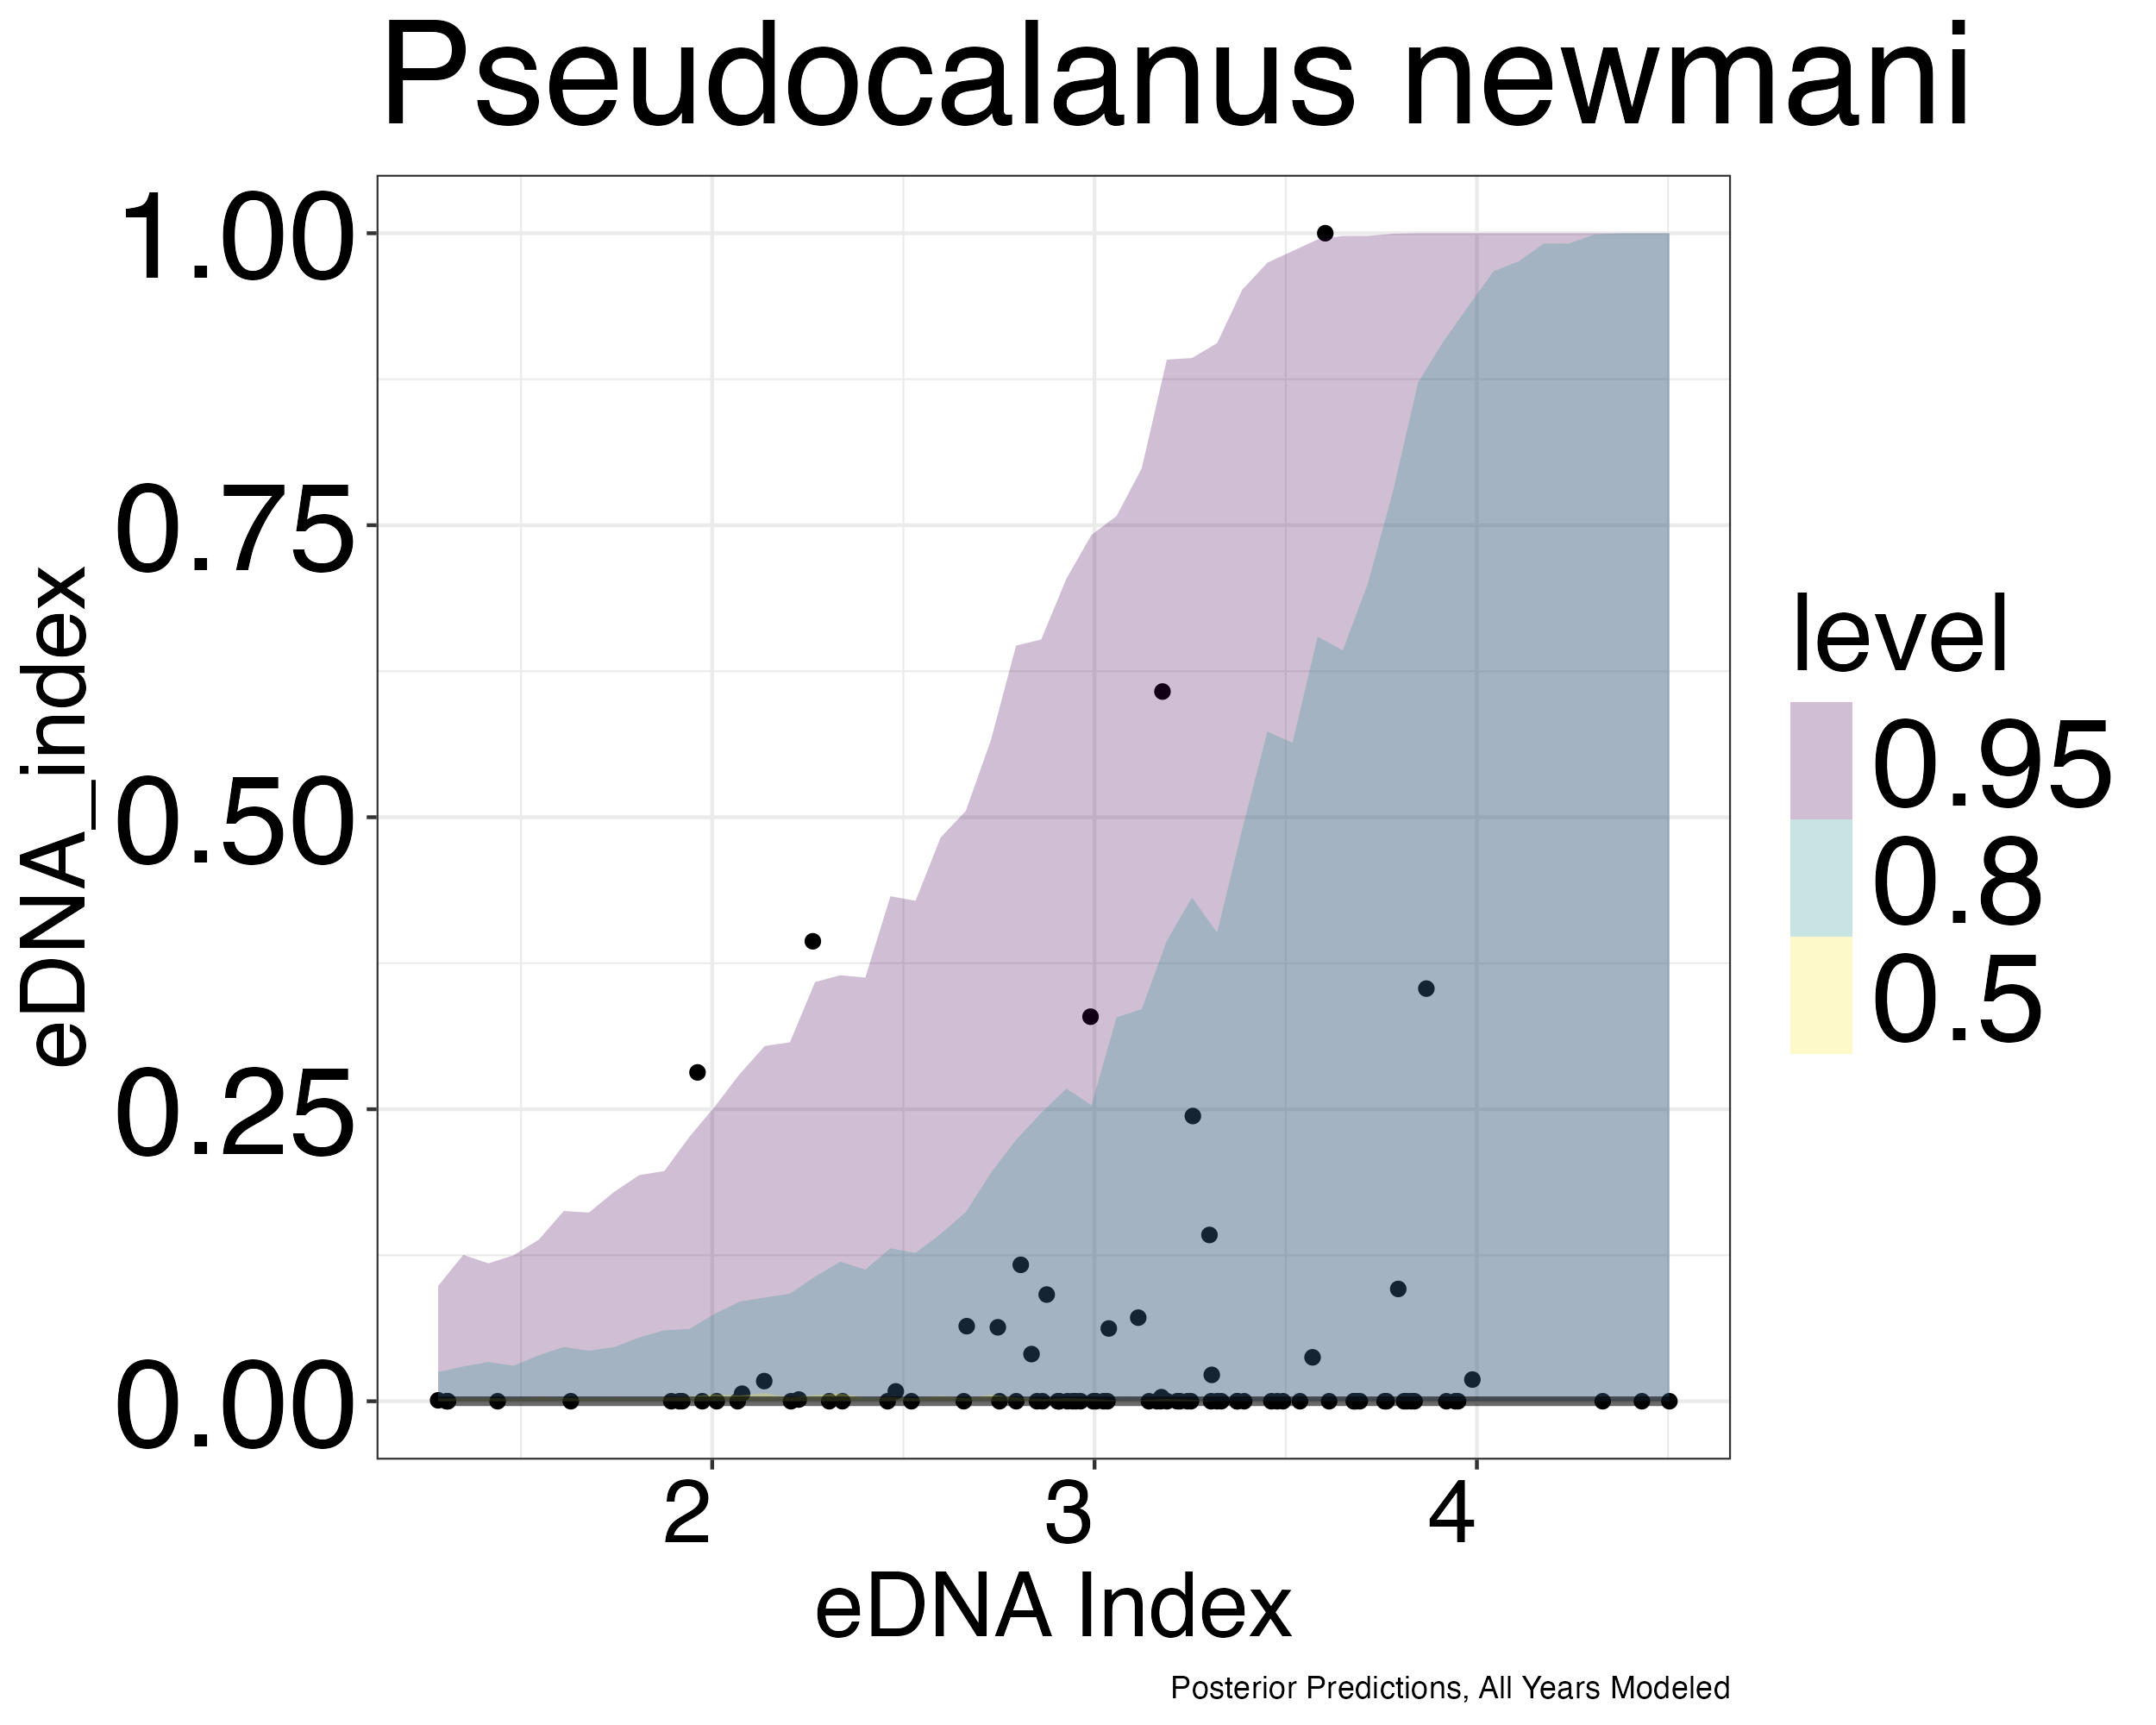 Pseudocalanus newmani
1.00
0.75
0.50
0.25
0.00
eDNA_index
2 3 4
eDNA Index
level
0.95
0.8
0.5
Posterior Predictions, All Years Modeled